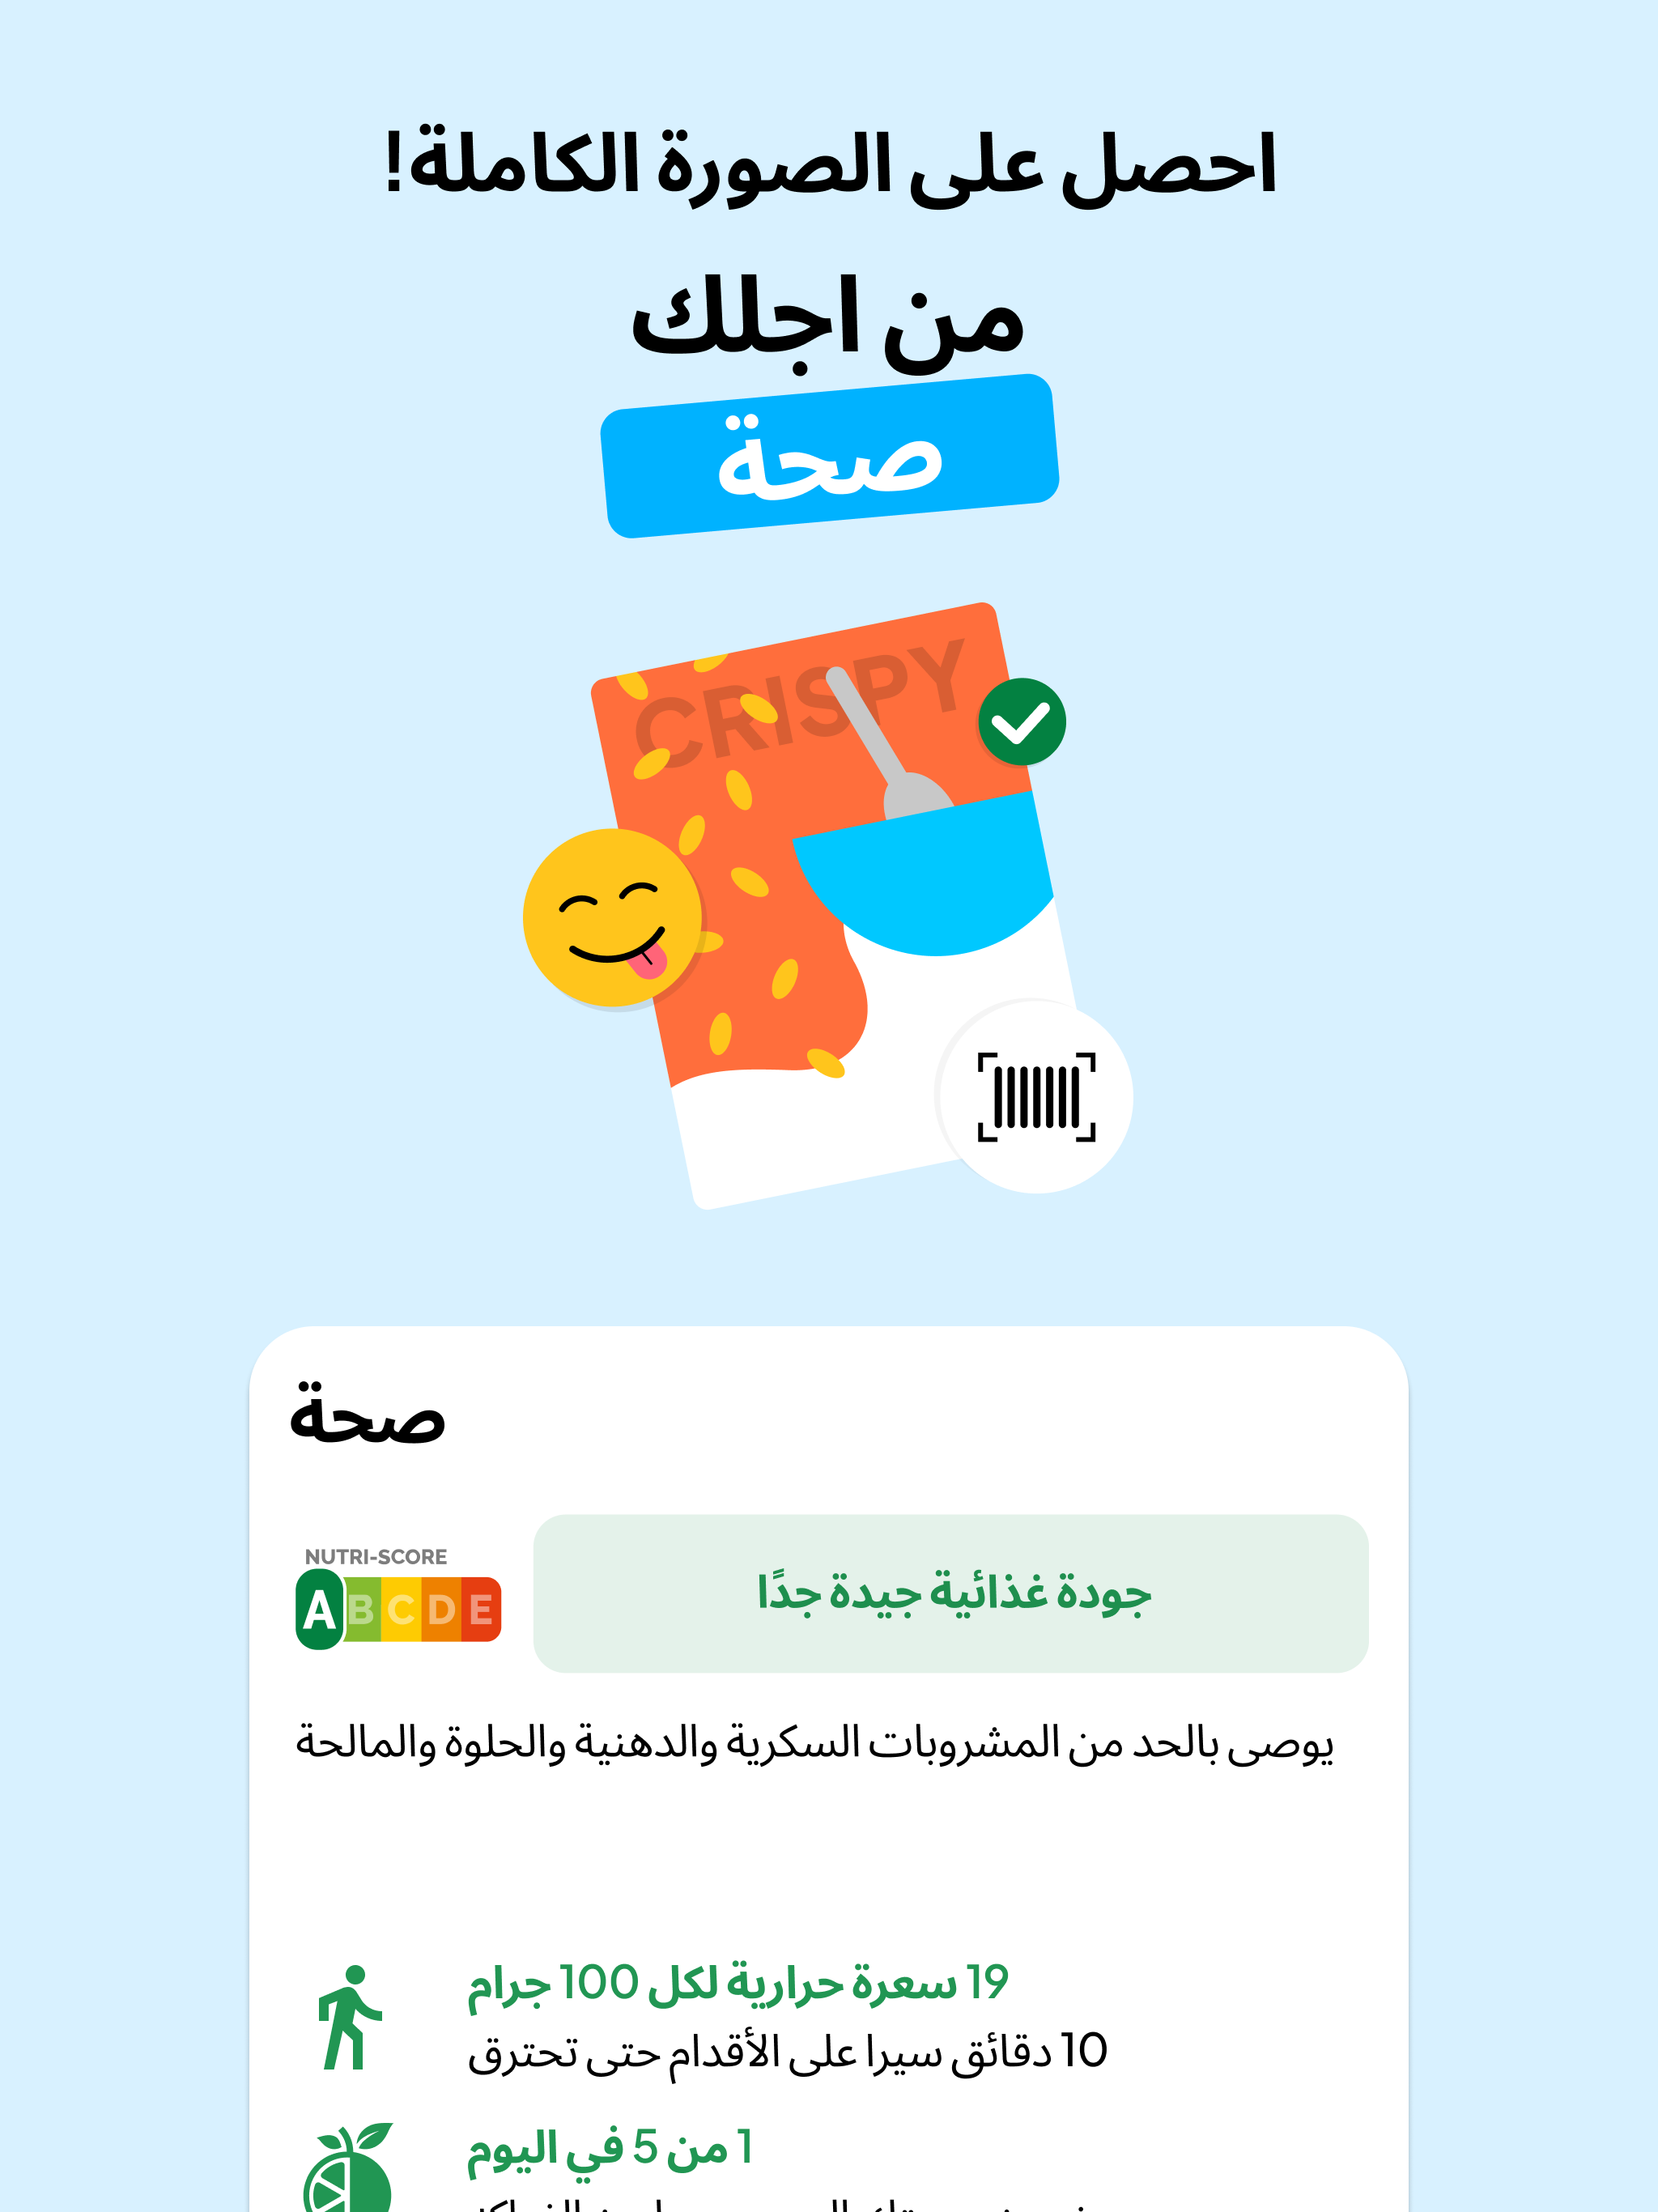 احصل على الصورة الكاملة!
من اجلك
صحة
CRISPY
صحة
NUTRI-SCORE
A B C D E
جودة غذائية جيدة جدًا
يوصى بالحد من المشروبات السكرية والدهنية والحلوة والمالحة
19 سعرة حرارية لكل 100 جرام
10 دقائق سيرا على الأقدام حتى تحترق
1 من 5 في اليوم